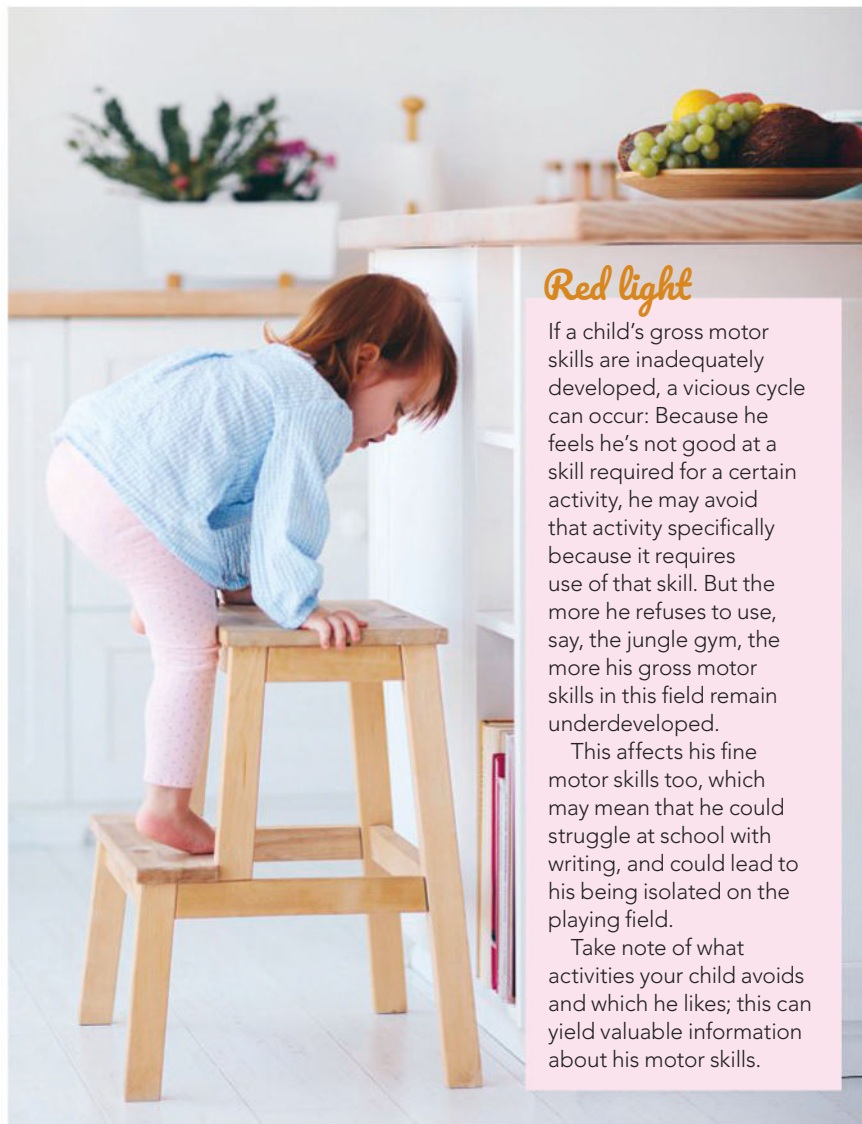 Red light
If a child’s gross motor
skills are inadequately
developed, a vicious cycle
can occur: Because he
feels he’s not good at a
skill required for a certain
activity, he may avoid
that activity specifically
because it requires
use of that skill. But the
more he refuses to use,
say, the jungle gym, the
more his gross motor
skills in this field remain
underdeveloped.
This affects his fine
motor skills too, which
may mean that he could
struggle at school with
writing, and could lead to
his being isolated on the
playing field.
Take note of what
activities your child avoids
and which he likes; this can
yield valuable information
about his motor skills.